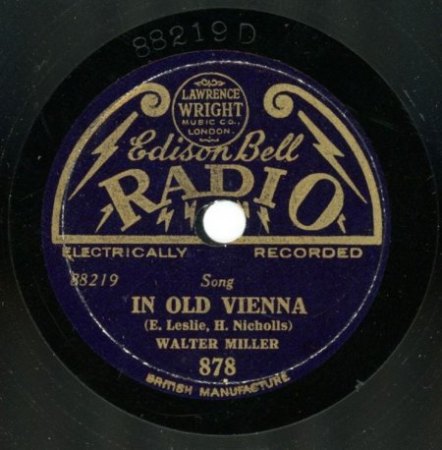 88219 D
LAWRENCE
WRIGHT
MUSIC CO.,
LONDON.
Edison Bell
RADIO
ELECTRICALLY RECORDED
88219 Song
IN OLD VIENNA
(E. Leslie, H. Nicholls)
WALTER MILLER
878
BRITISH MANUFACTURE